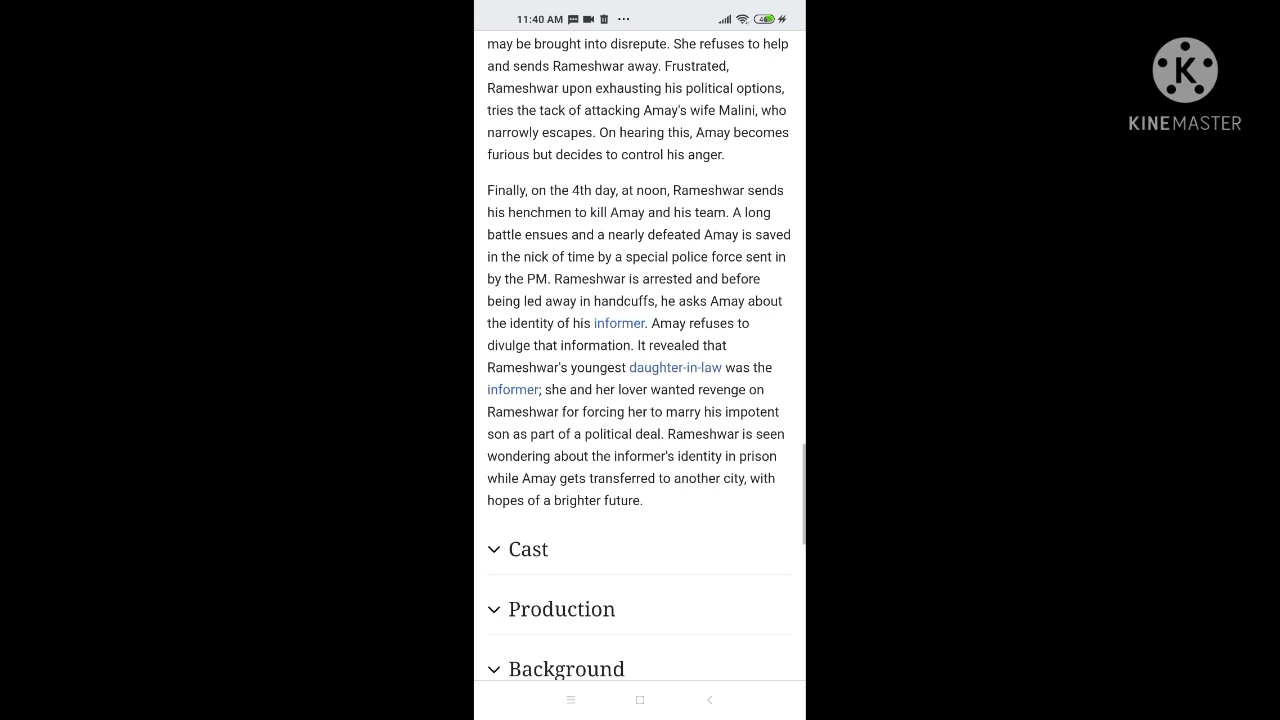 11:40 AM
46
may be brought into disrepute. She refuses to help
and sends Rameshwar away. Frustrated,
Rameshwar upon exhausting his political options,
tries the tack of attacking Amay's wife Malini, who
narrowly escapes. On hearing this, Amay becomes
furious but decides to control his anger.
Finally, on the 4th day, at noon, Rameshwar sends
his henchmen to kill Amay and his team. A long
battle ensues and a nearly defeated Amay is saved
in the nick of time by a special police force sent in
by the PM. Rameshwar is arrested and before
being led away in handcuffs, he asks Amay about
the identity of his informer. Amay refuses to
divulge that information. It revealed that
Rameshwar's youngest daughter-in-law was the
informer; she and her lover wanted revenge on
Rameshwar for forcing her to marry his impotent
son as part of a political deal. Rameshwar is seen
wondering about the informer's identity in prison
while Amay gets transferred to another city, with
hopes of a brighter future.
Cast
Production
Background
K
KINEMASTER